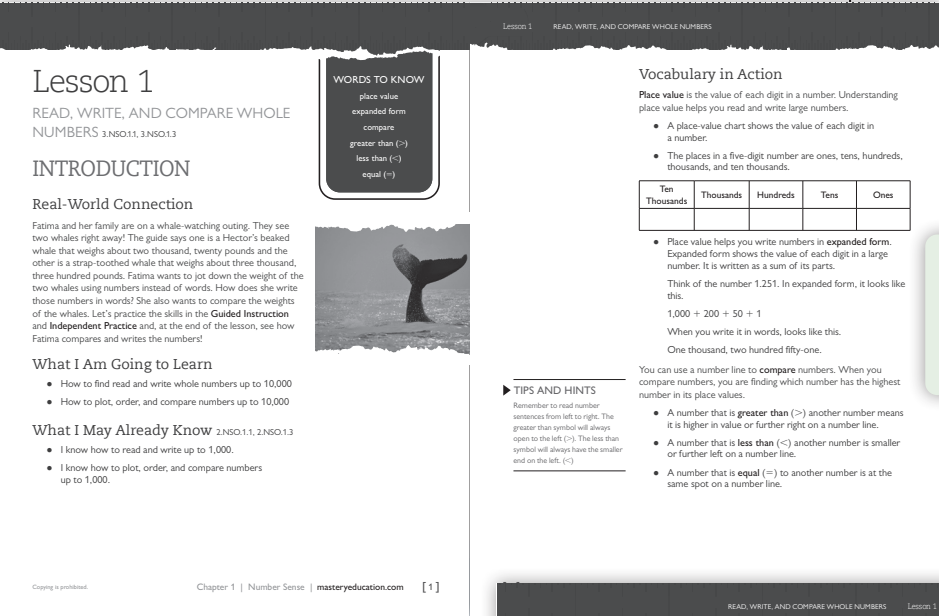 Lesson 1
READ, WRITE, AND COMPARE WHOLE
NUMBERS 3.NSO.1.1, 3.NSO.1.3
INTRODUCTION
Real-World Connection
Fatima and her family are on a whale-watching outing. They see
two whales right away! The guide says one is a Hector's beaked
whale that weighs about two thousand, twenty pounds and the
other is a strap-toothed whale that weighs about three thousand,
three hundred pounds. Fatima wants to jot down the weight of the
two whales using numbers instead of words. How does she write
those numbers in words? She also wants to compare the weights
of the whales. Let's practice the skills in the Guided Instruction
and Independent Practice and, at the end of the lesson, see how
Fatima compares and writes the numbers!
What I Am Going to Learn
● How to find read and write whole numbers up to 10,000
● How to plot, order, and compare numbers up to 10,000
What I May Already Know 2.NSO.1.1, 2.NSO.1.3
● I know how to read and write up to 1,000.
● I know how to plot, order, and compare numbers
up to 1,000.
WORDS TO KNOW
place value
expanded form
compare
greater than (>)
less than (<)
equal (=)
Copying is prohibited.
Chapter 1 | Number Sense | masteryeducation.com [ 1 ]
Lesson 1 READ, WRITE, AND COMPARE WHOLE NUMBERS
Vocabulary in Action
Place value is the value of each digit in a number. Understanding
place value helps you read and write large numbers.
● A place-value chart shows the value of each digit in
a number.
● The places in a five-digit number are ones, tens, hundreds,
thousands, and ten thousands.
Ten
Thousands
Thousands
Hundreds
Tens
Ones
● Place value helps you write numbers in expanded form.
Expanded form shows the value of each digit in a large
number. It is written as a sum of its parts.
Think of the number 1.251. In expanded form, it looks like
this.
1,000 + 200 + 50 + 1
When you write it in words, looks like this.
One thousand, two hundred fifty-one.
You can use a number line to compare numbers. When you
compare numbers, you are finding which number has the highest
number in its place values.
● A number that is greater than (>) another number means
it is higher in value or further right on a number line.
● A number that is less than (<) another number is smaller
or further left on a number line.
● A number that is equal (=) to another number is at the
same spot on a number line.
TIPS AND HINTS
Remember to read number
sentences from left to right. The
greater than symbol will always
open to the left (>). The less than
symbol will always have the smaller
end on the left. (<)
READ, WRITE, AND COMPARE WHOLE NUMBERS Lesson 1